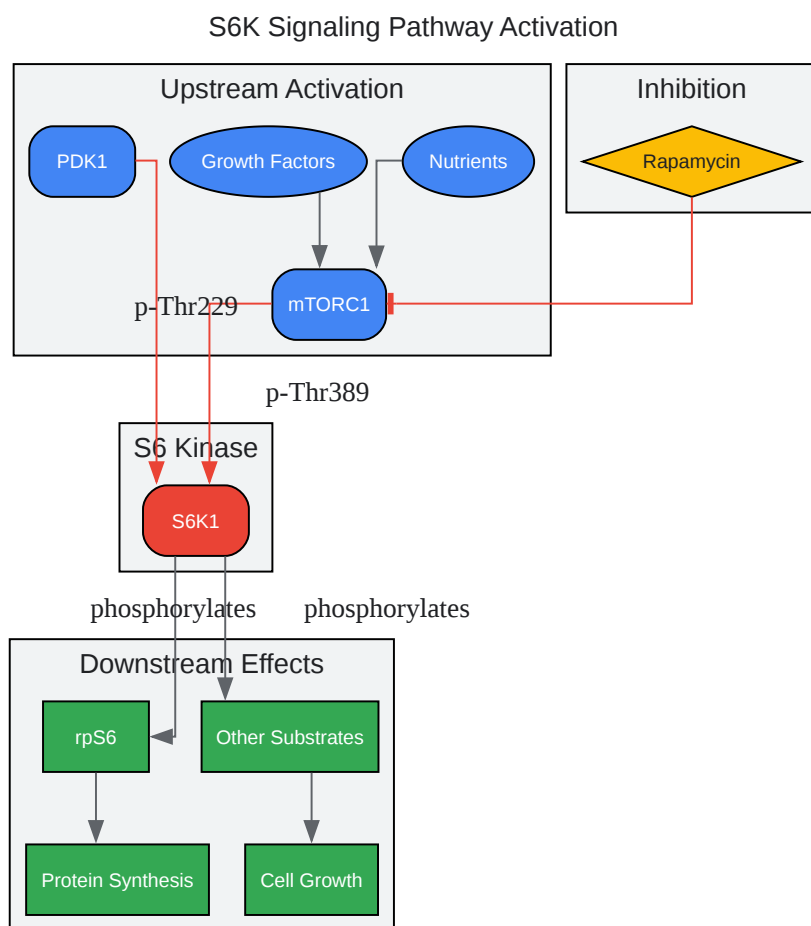 S6K Signaling Pathway Activation
Upstream Activation
Inhibition
PDK1
Growth Factors
Nutrients
Rapamycin
p-Thr229
mTORC1
p-Thr389
S6 Kinase
S6K1
phosphorylates
phosphorylates
Downstream Effects
rpS6
Other Substrates
Protein Synthesis
Cell Growth